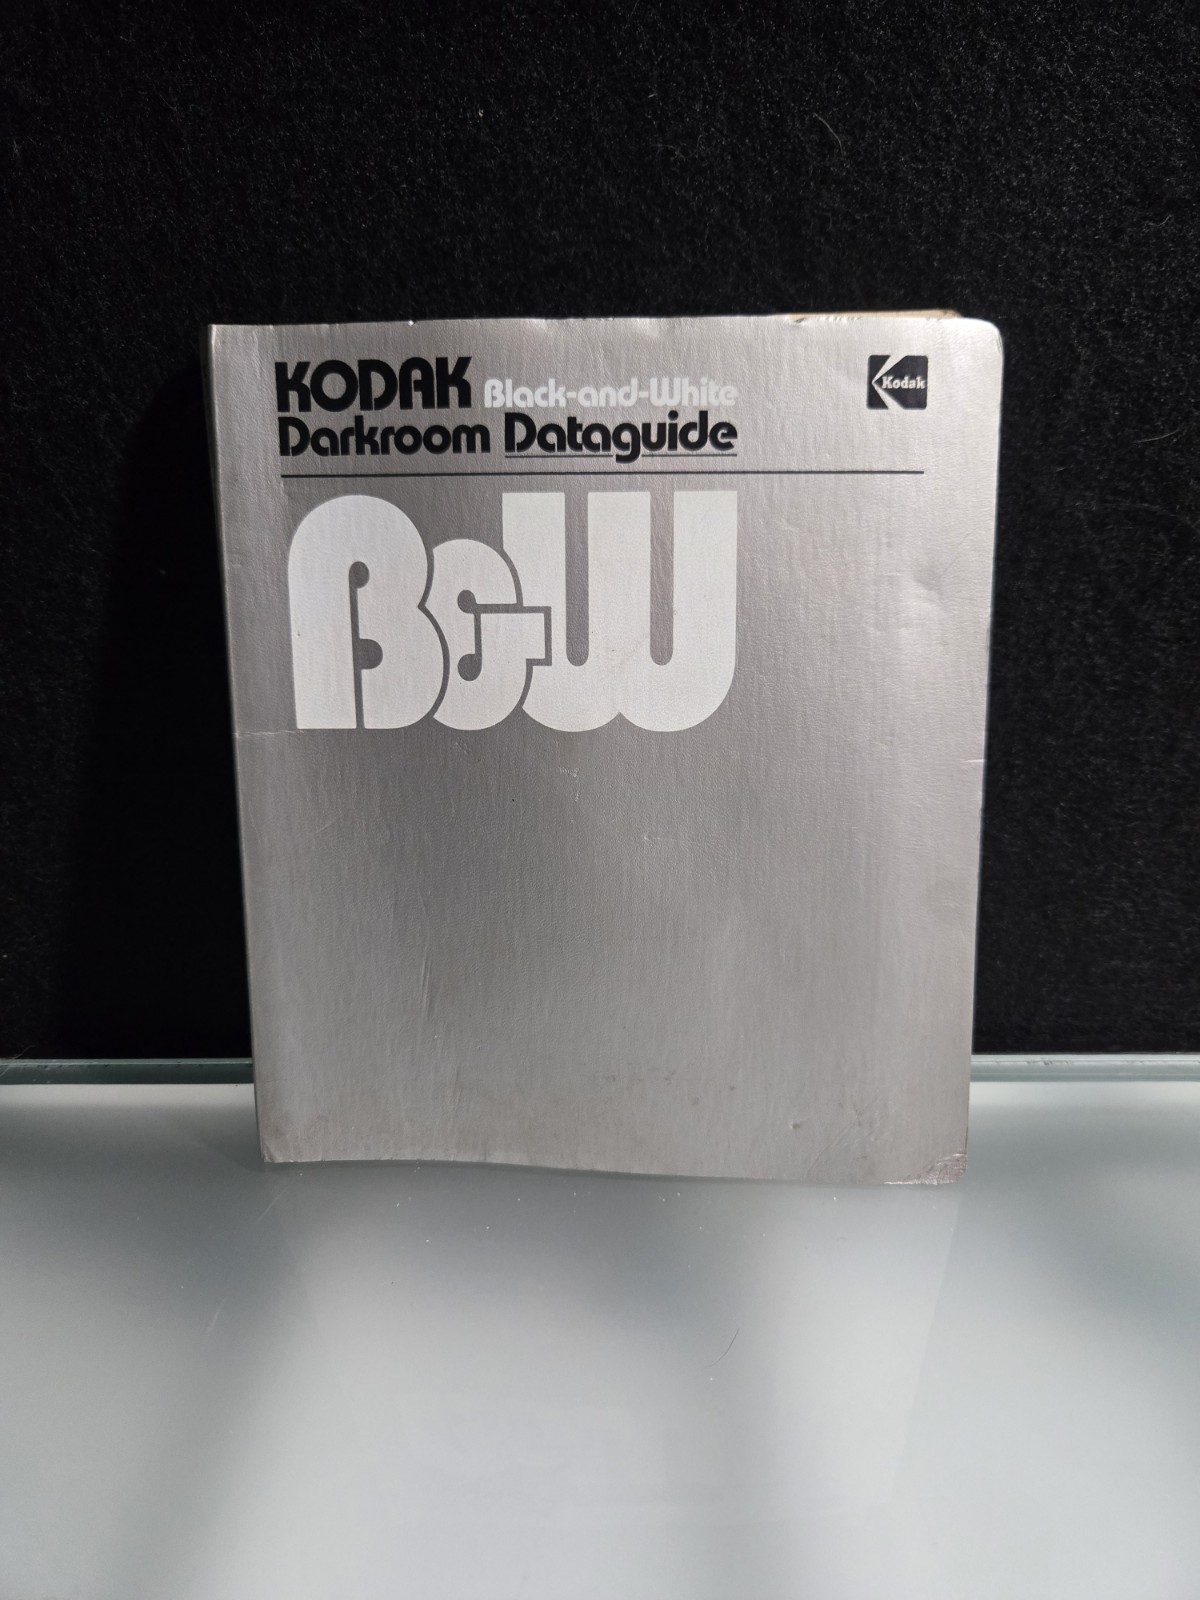 KODAK Black-and-White
Darkroom Dataguide
Kodak
B&W